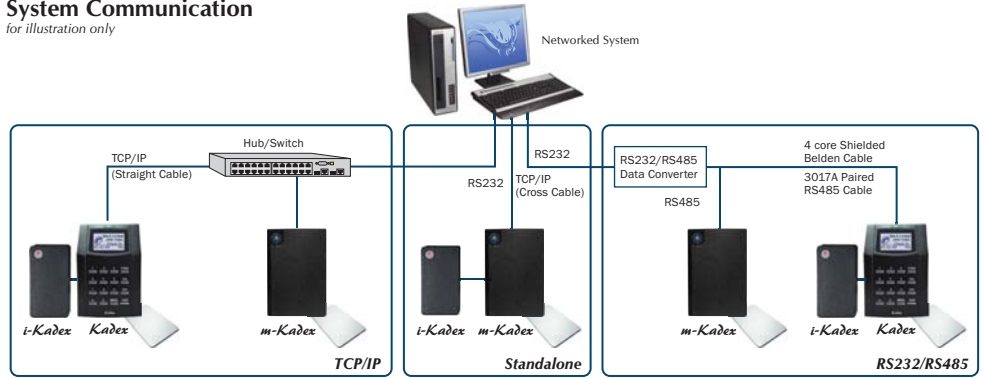 System Communication
for illustration only
Networked System
Hub/Switch
TCP/IP
(Straight Cable)
i-Kadex
Kadex
m-Kadex
TCP/IP
RS232
TCP/IP
(Cross Cable)
i-Kadex
m-Kadex
Standalone
RS232
RS232/RS485
Data Converter
RS485
4 core Shielded
Belden Cable
3017A Paired
RS485 Cable
m-Kadex
i-Kadex
Kadex
RS232/RS485